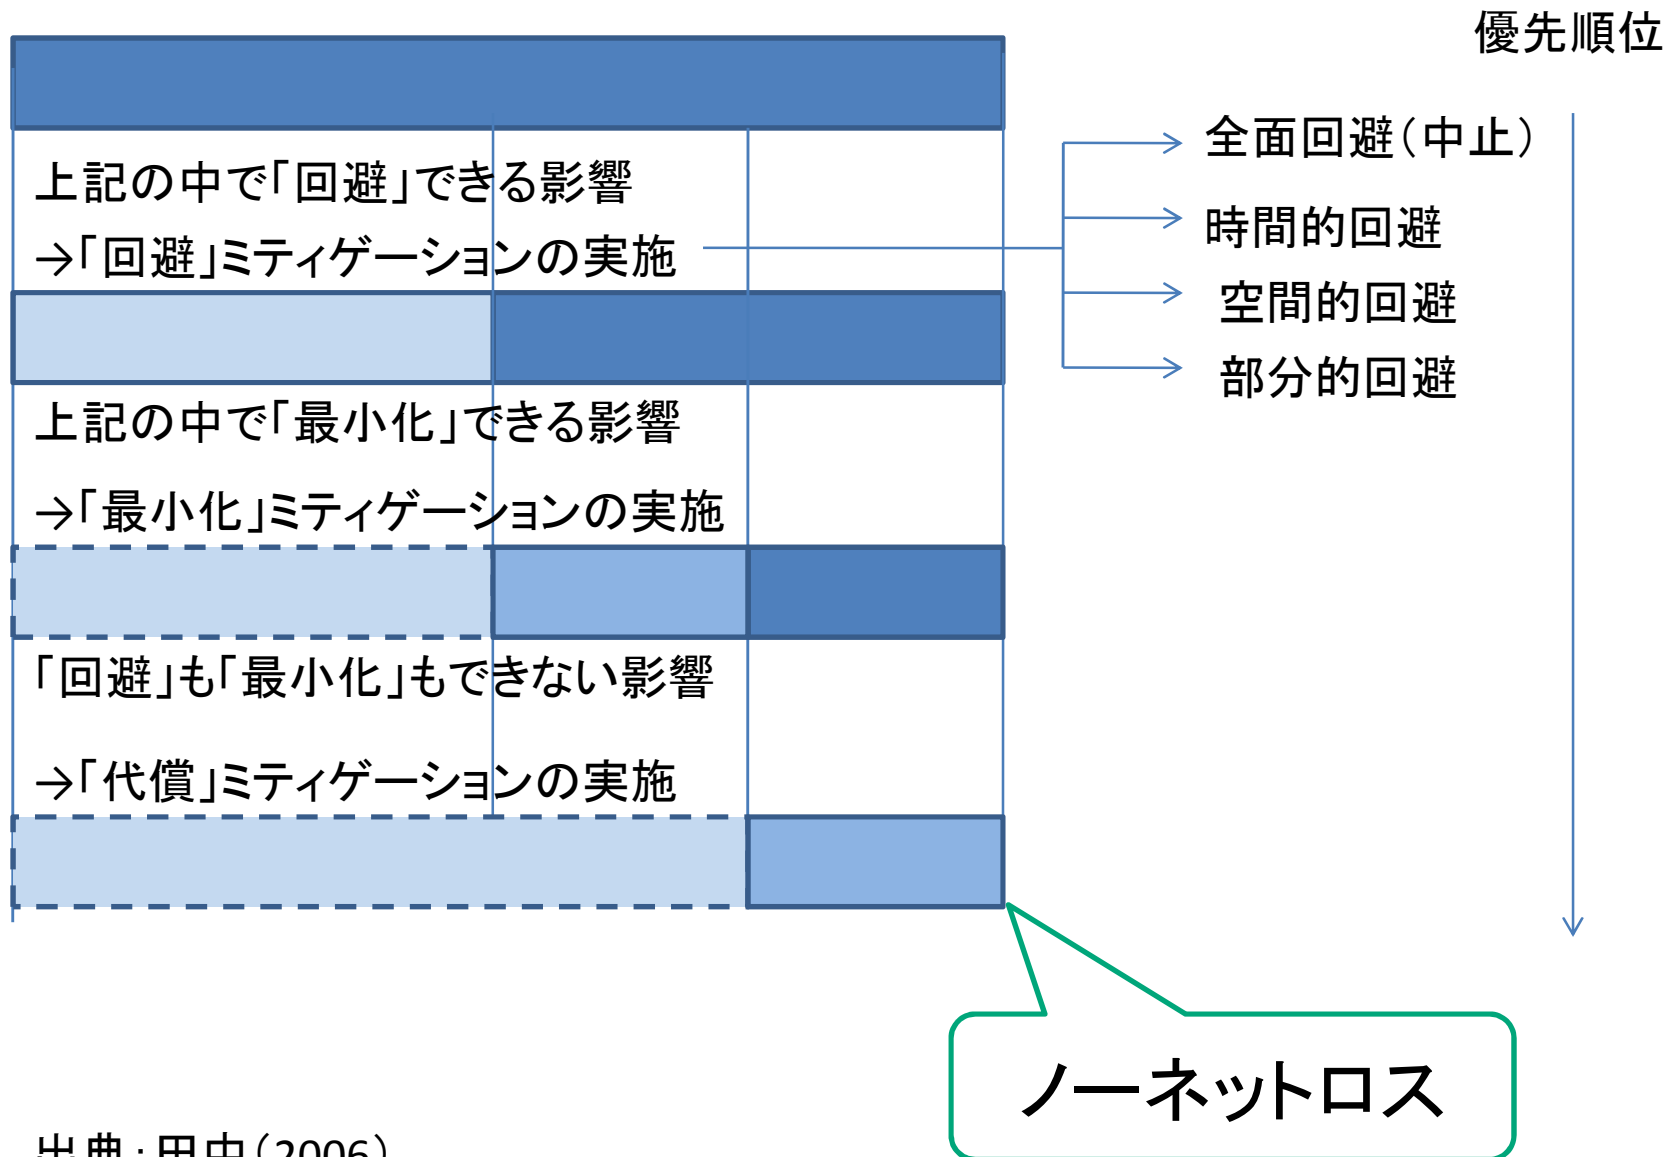 優先順位
上記の中で「回避」できる影響
→「回避」ミティゲーションの実施
全面回避（中止）
時間的回避
空間的回避
部分的回避
上記の中で「最小化」できる影響
→「最小化」ミティゲーションの実施
「回避」も「最小化」もできない影響
→「代償」ミティゲーションの実施
ノーネットロス
出典：田中（2006）